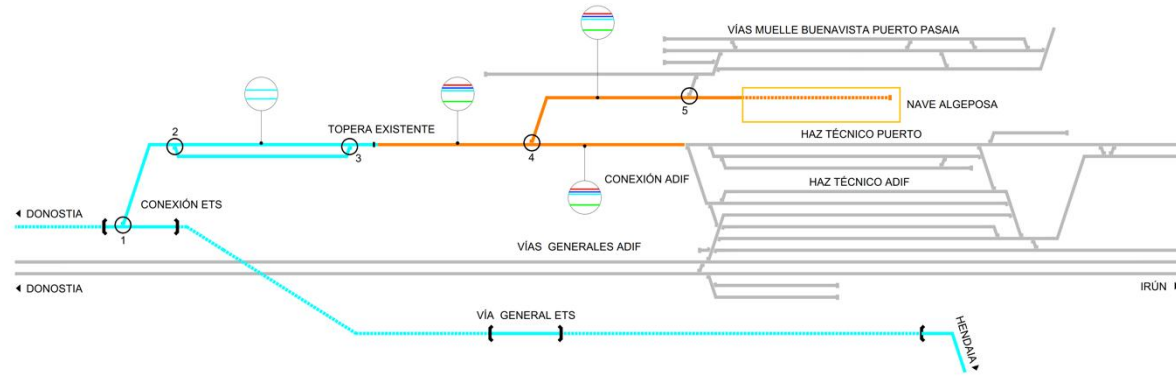 VÍAS MUELLE BUENAVISTA PUERTO PASAIA
5
NAVE ALGEPOSA
2
TOPERA EXISTENTE
3
4
HAZ TÉCNICO PUERTO
CONEXIÓN ADIF
HAZ TÉCNICO ADIF
DONOSTIA
CONEXIÓN ETS
1
VÍAS GENERALES ADIF
DONOSTIA
IRÚN
VÍA GENERAL ETS
HENDAIA